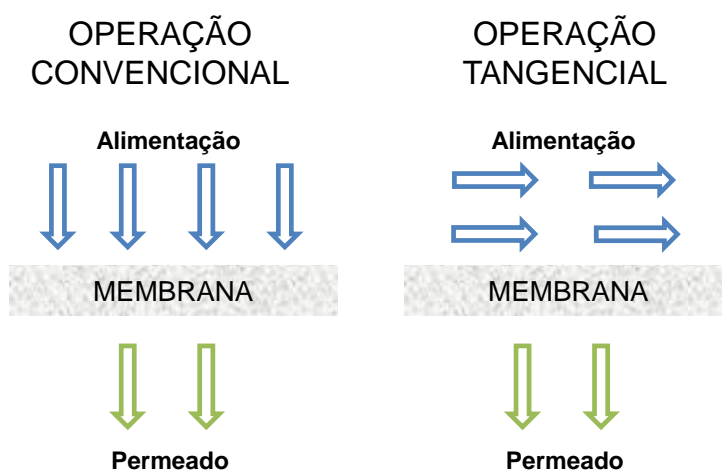 OPERAÇÃO
CONVENCIONAL
Alimentação
MEMBRANA
Permeado
OPERAÇÃO
TANGENCIAL
Alimentação
MEMBRANA
Permeado